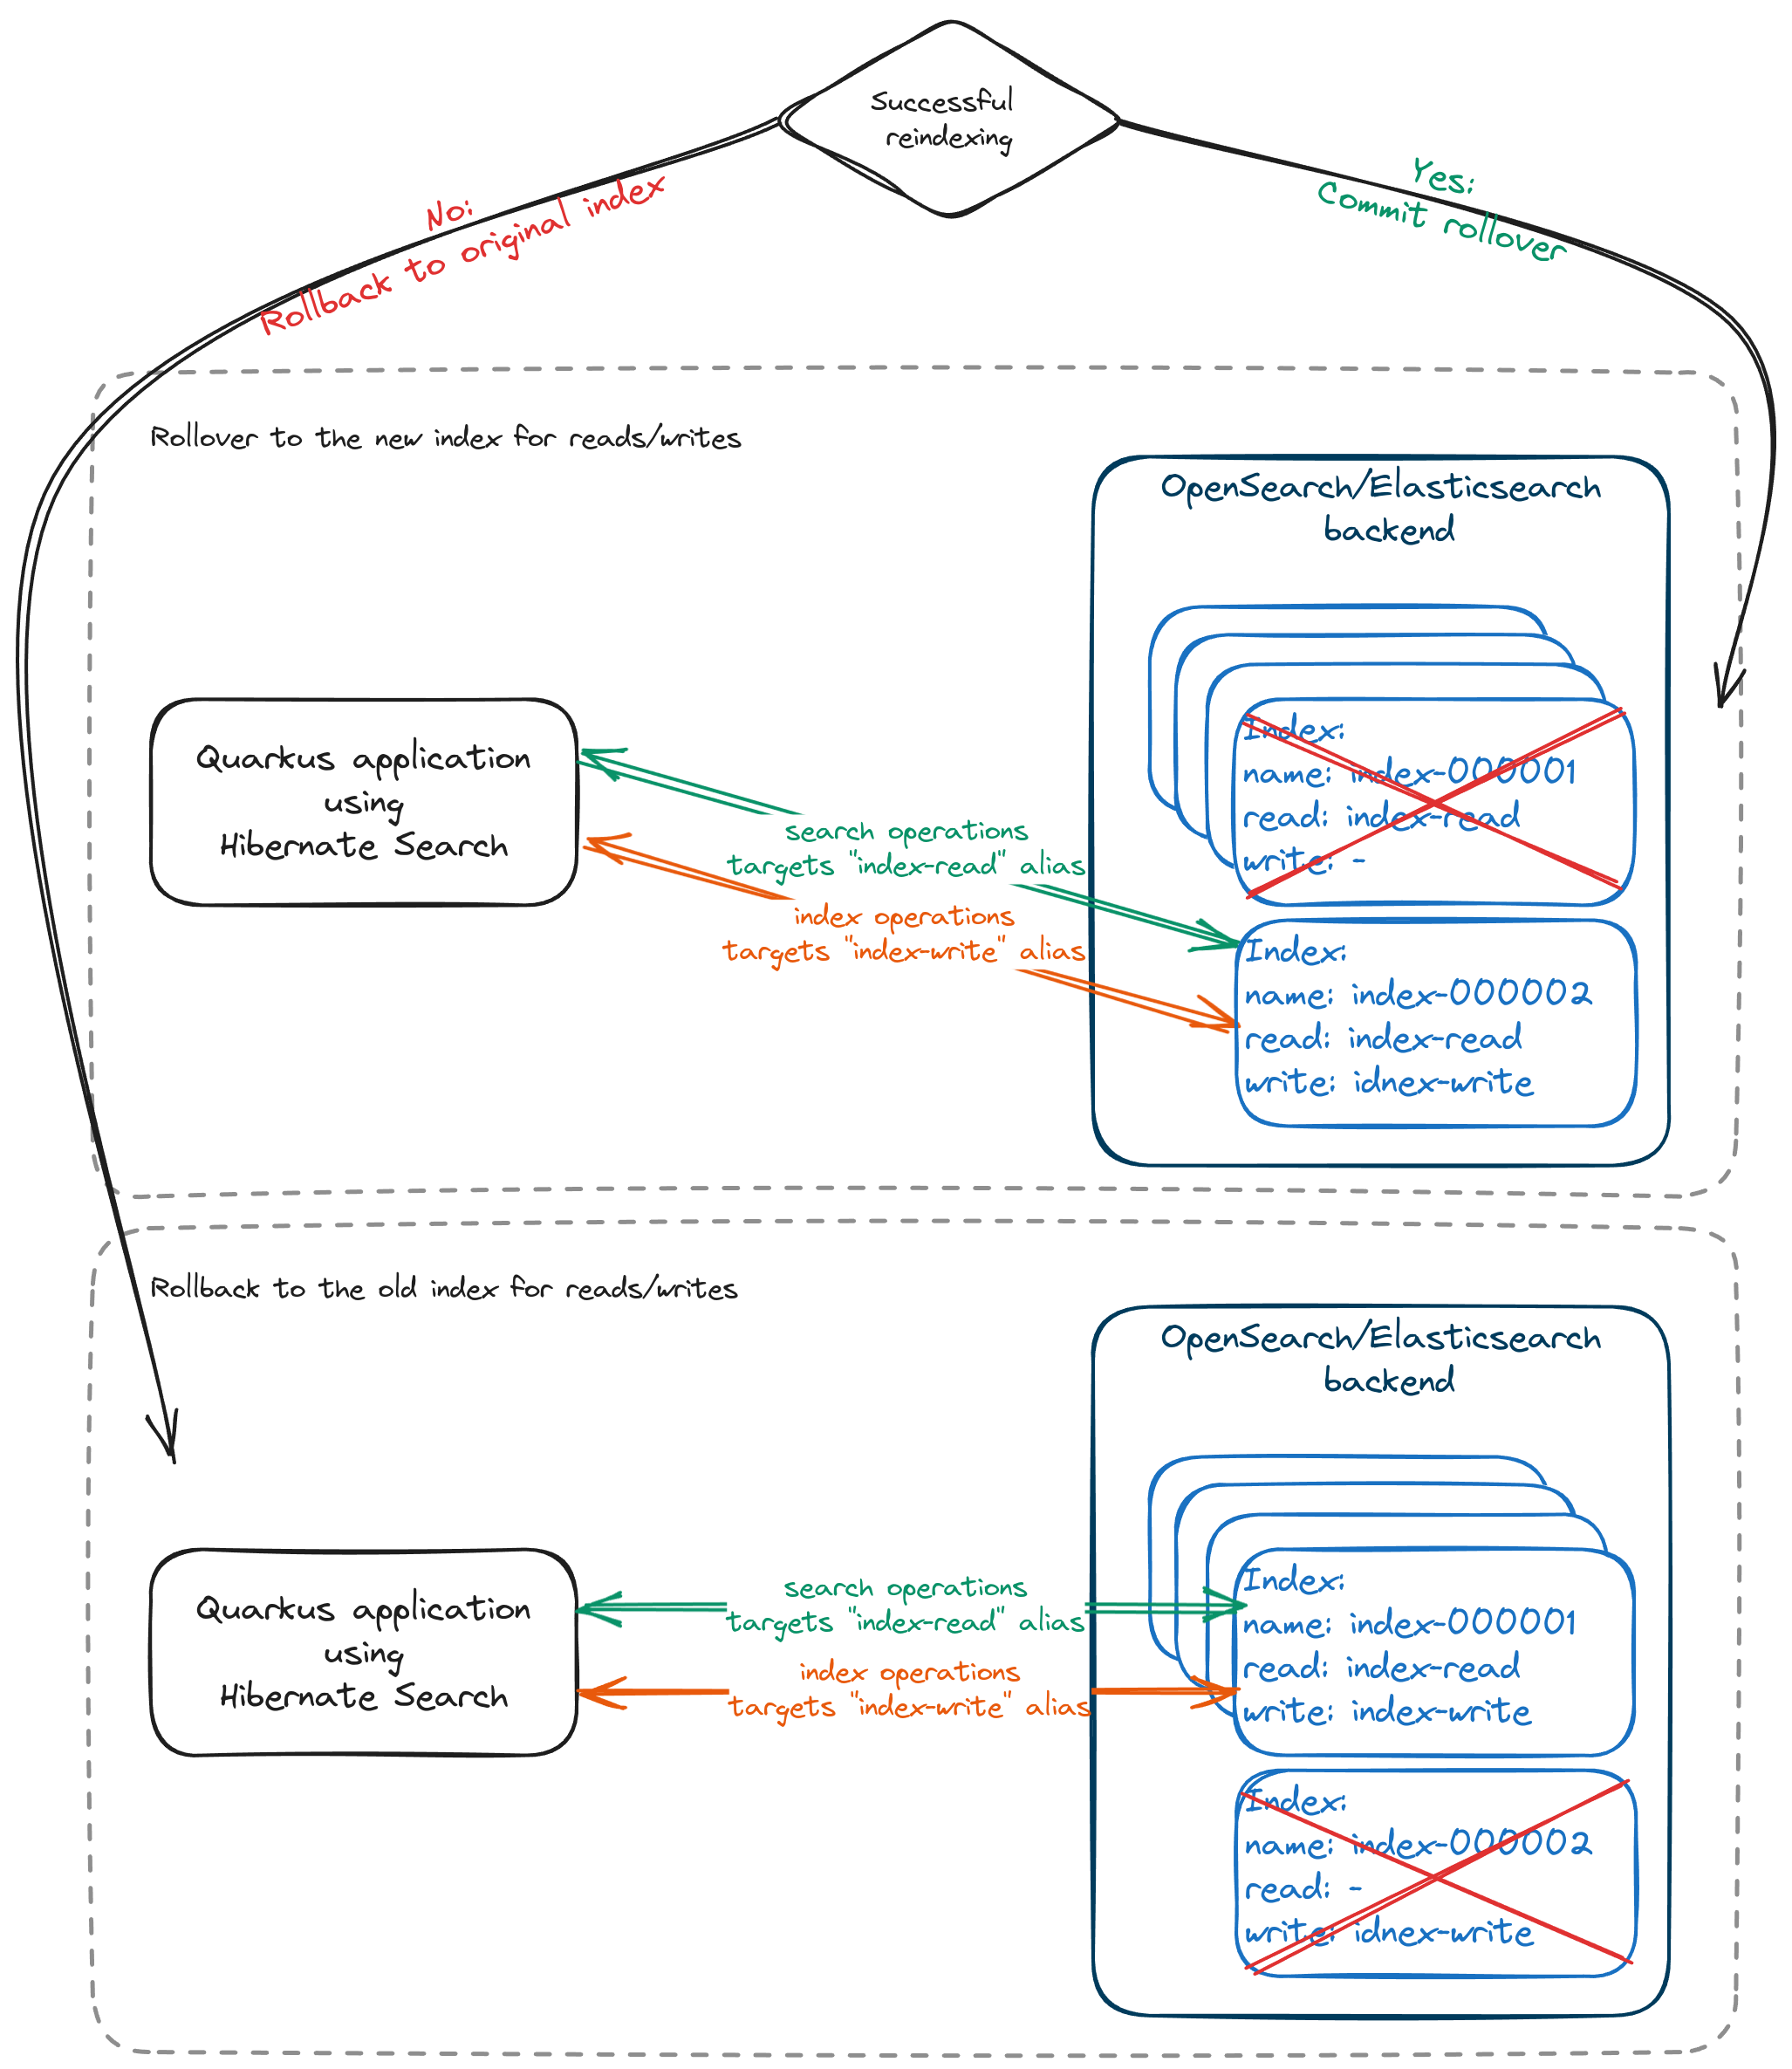 Successful
reindexing
No:
Rollback to original index
Yes:
Commit rollover
Rollover to the new index for reads/writes
OpenSearch/Elasticsearch
backend
Quarkus application
using
Hibernate Search
search operations
targets "index-read" alias
index operations
targets "index-write" alias
Index:
name: index-000001
read: index-read
write: -
Index:
name: index-000002
read: index-read
write: idnex-write
Rollback to the old index for reads/writes
OpenSearch/Elasticsearch
backend
Quarkus application
using
Hibernate Search
search operations
targets "index-read" alias
index operations
targets "index-write" alias
Index:
name: index-000001
read: index-read
write: index-write
Index:
name: index-000002
read: -
write: idnex-write